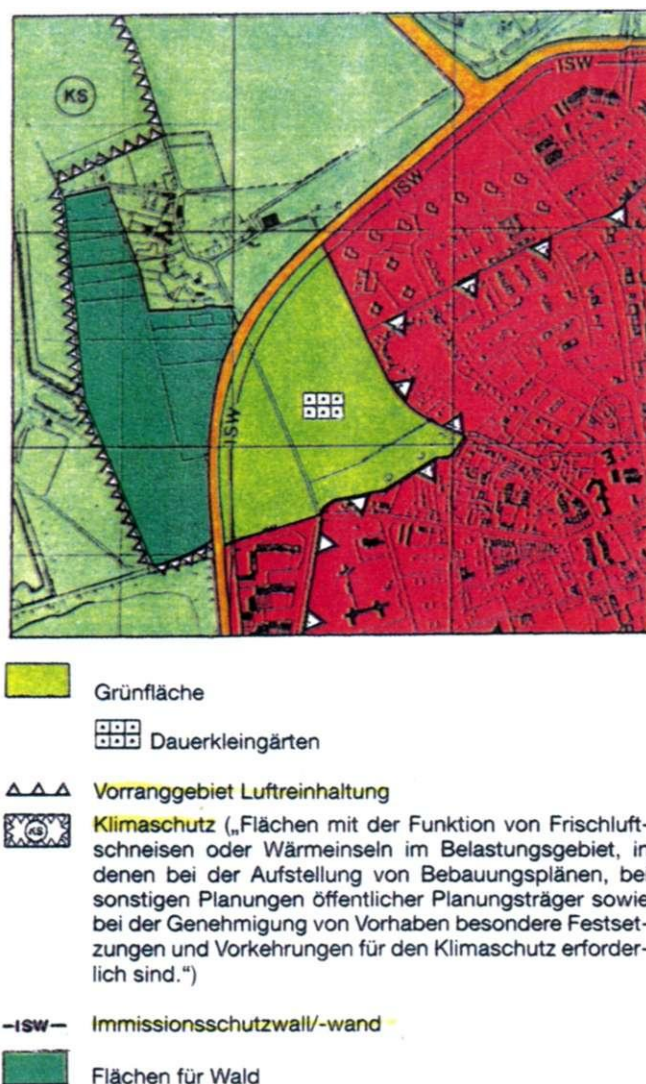 KS
ISW
ISW
ISW
Grünfläche
Dauerkleingärten
Vorranggebiet Luftreinhaltung
KS
Klimaschutz („Flächen mit der Funktion von Frischluft-
schneisen oder Wärmeinseln im Belastungsgebiet, in
denen bei der Aufstellung von Bebauungsplänen, bei
sonstigen Planungen öffentlicher Planungsträger sowie
bei der Genehmigung von Vorhaben besondere Festset-
zungen und Vorkehrungen für den Klimaschutz erforder-
lich sind.“)
–ISW– Immissionsschutzwall/-wand
Flächen für Wald